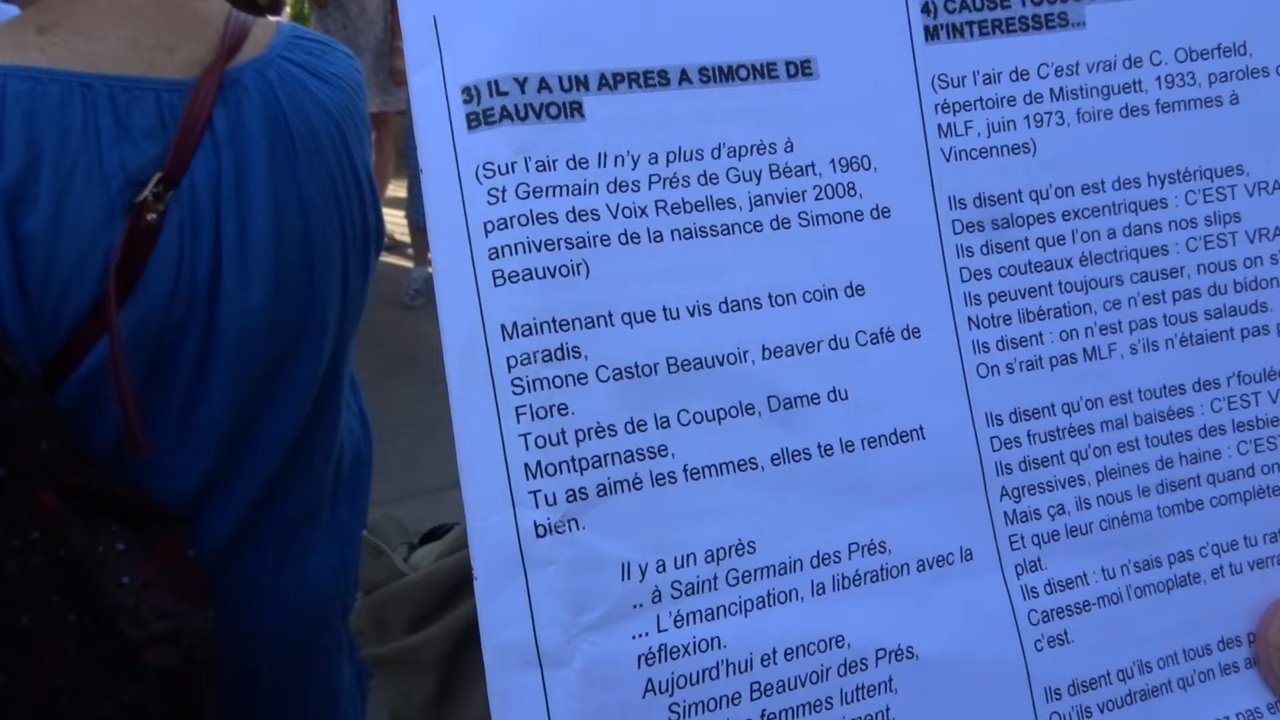 3) IL Y A UN APRES A SIMONE DE
BEAUVOIR
(Sur l'air de Il n'y a plus d'après à
St Germain des Prés de Guy Béart, 1960,
paroles des Voix Rebelles, janvier 2008,
anniversaire de la naissance de Simone de
Beauvoir)
Maintenant que tu vis dans ton coin de
paradis,
Simone Castor Beauvoir, beaver du Café de
Flore.
Tout près de la Coupole, Dame du
Montparnasse,
Tu as aimé les femmes, elles te le rendent
bien.
Il y a un après
.. à Saint Germain des Prés,
... L'émancipation, la libération avec la
réflexion.
Aujourd'hui et encore,
Simone Beauvoir des Prés,
femmes luttent,
4) CAUSE
M'INTERESSES...
(Sur l'air de C'est vrai de C. Oberfeld,
répertoire de Mistinguett, 1933, paroles
MLF, juin 1973, foire des femmes à
Vincennes)
Ils disent qu'on est des hystériques,
Des salopes excentriques : C'EST VRA
Ils disent que l'on a dans nos slips
Des couteaux électriques : C'EST VRA
Ils peuvent toujours causer, nous on s'
Notre libération, ce n'est pas du bidon
Ils disent : on n'est pas tous salauds.
On s'rait pas MLF, s'ils n'étaient pas
Ils disent qu'on est toutes des r'foulé
Des frustrées mal baisées : C'EST V
Ils disent qu'on est toutes des lesbie
Agressives, pleines de haine : C'ES
Mais ça, ils nous le disent quand on
Et que leur cinéma tombe complète
plat.
Ils disent : tu n'sais pas c'que tu ra
Caresse-moi l'omoplate, et tu verra
c'est.
Ils disent qu'ils ont tous des p
Qu'ils voudraient qu'on les ai